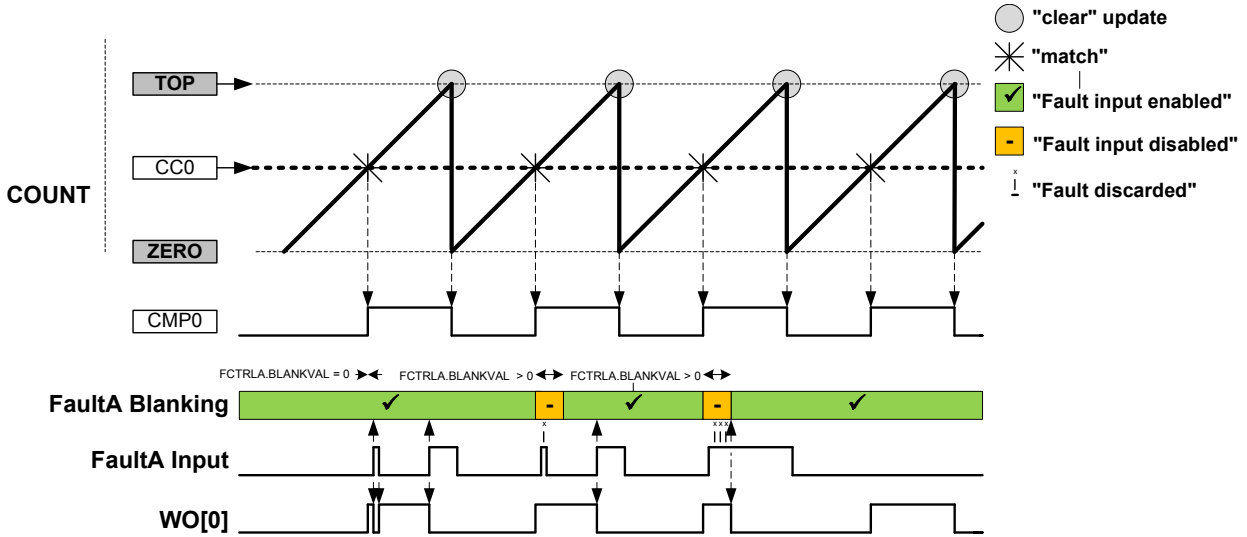 "clear" update
"match"
"Fault input enabled"
"Fault input disabled"
x
"Fault discarded"
TOP
CC0
COUNT
ZERO
CMP0
FCTRLA.BLANKVAL = 0
FCTRLA.BLANKVAL > 0
FCTRLA.BLANKVAL > 0
FaultA Blanking
- -
x
xxx
FaultA Input
WO[0]